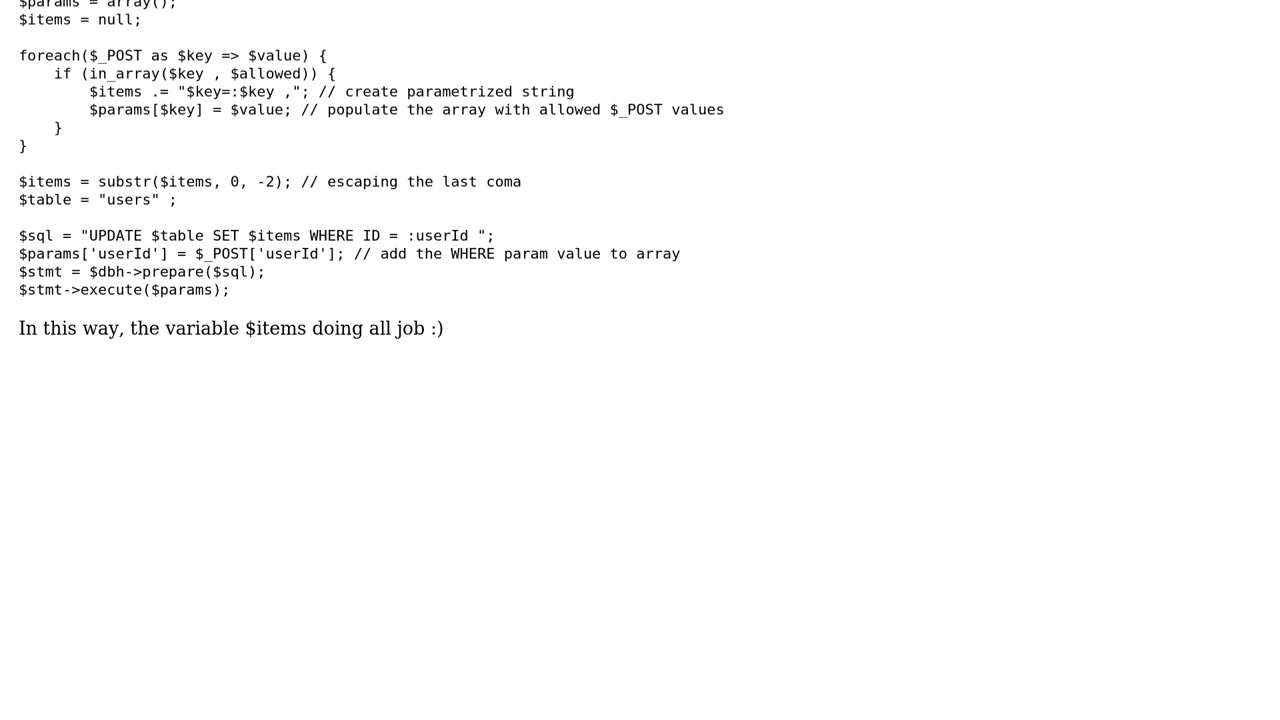 $params = array();
$items = null;
foreach($_POST as $key => $value) {
    if (in_array($key , $allowed)) {
        $items .= "$key=:$key ,"; // create parametrized string
        $params[$key] = $value; // populate the array with allowed $_POST values
    }
}
$items = substr($items, 0, -2); // escaping the last coma
$table = "users" ;
$sql = "UPDATE $table SET $items WHERE ID = :userId ";
$params['userId'] = $_POST['userId']; // add the WHERE param value to array
$stmt = $dbh->prepare($sql);
$stmt->execute($params);
In this way, the variable $items doing all job :)